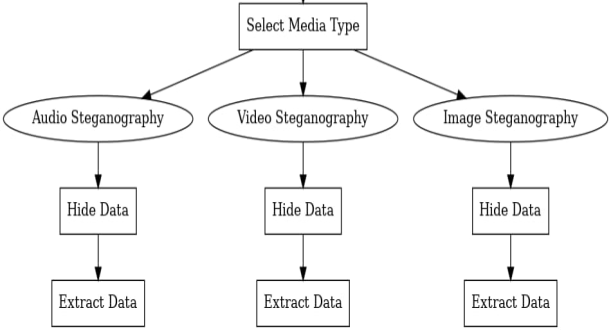 Select Media Type
Audio Steganography
Video Steganography
Image Steganography
Hide Data
Hide Data
Hide Data
Extract Data
Extract Data
Extract Data